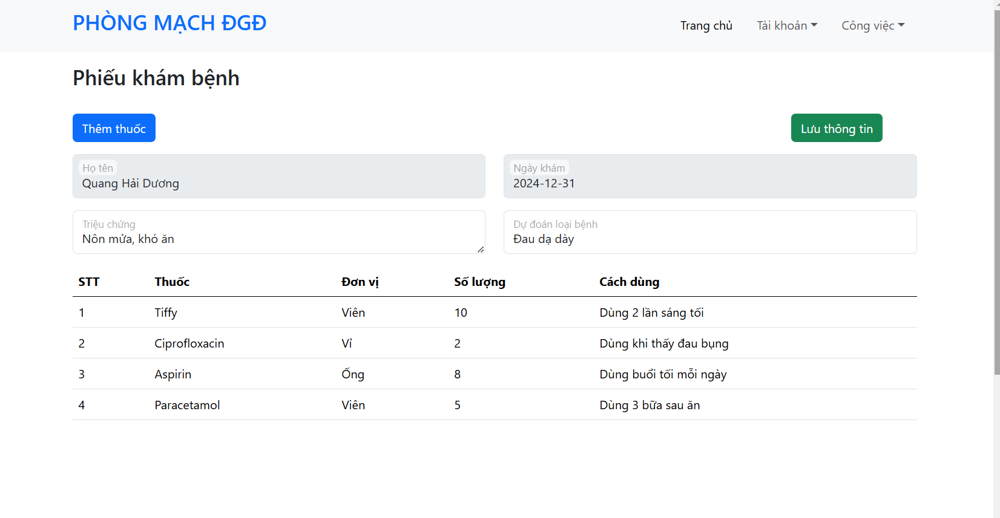 PHÒNG MẠCH ĐGĐ
Trang chủ Tài khoản Công việc
Phiếu khám bệnh
Thêm thuốc Lưu thông tin
Họ tên Ngày khám
Quang Hải Dương 2024-12-31
Triệu chứng Dự đoán loại bệnh
Nôn mửa, khó ăn Đau dạ dày
STT Thuốc Đơn vị Số lượng Cách dùng
1 Tiffy Viên 10 Dùng 2 lần sáng tối
2 Ciprofloxacin Vỉ 2 Dùng khi thấy đau bụng
3 Aspirin Ống 8 Dùng buổi tối mỗi ngày
4 Paracetamol Viên 5 Dùng 3 bữa sau ăn